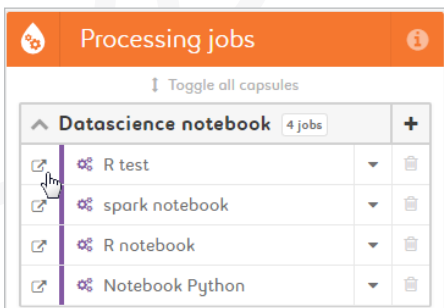 Processing jobs
Toggle all capsules
Datascience notebook 4 jobs
R test
spark notebook
R notebook
Notebook Python